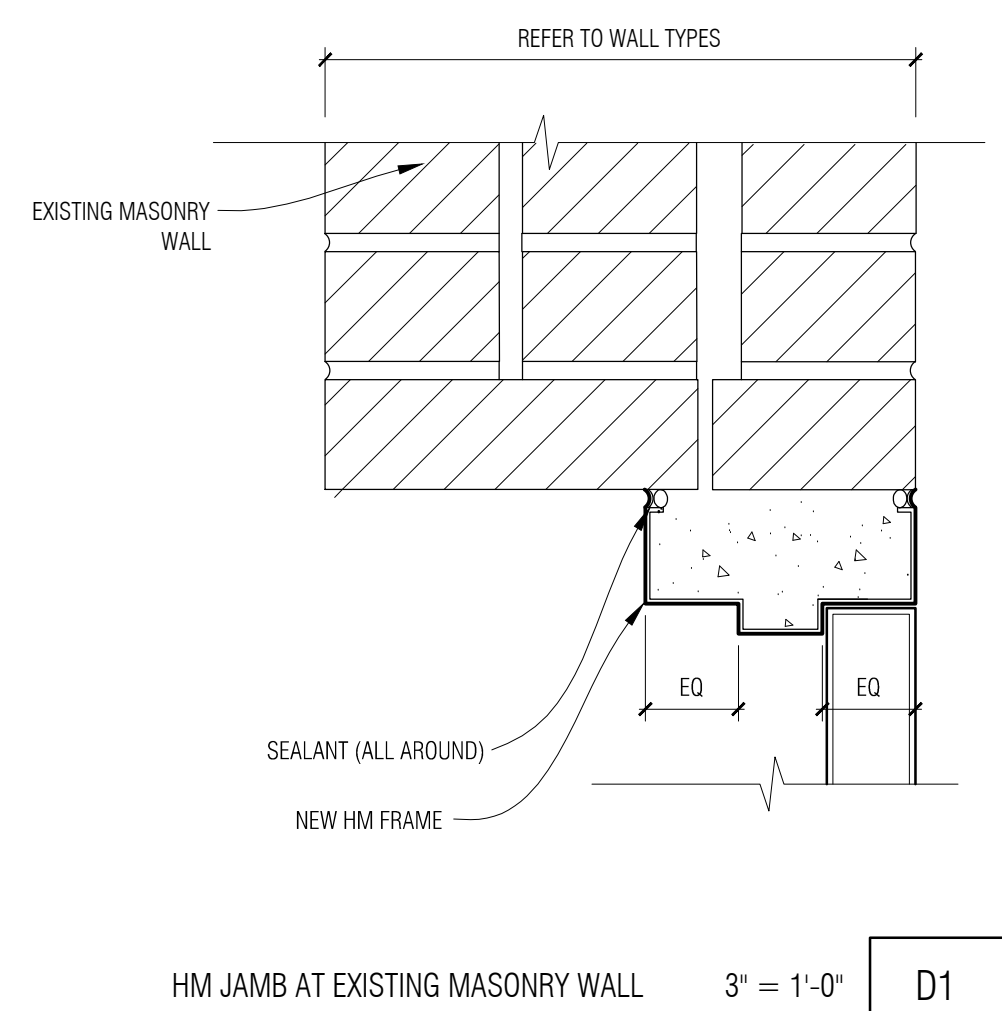 REFER TO WALL TYPES
EXISTING MASONRY
WALL
EQ
EQ
SEALANT (ALL AROUND)
NEW HM FRAME
HM JAMB AT EXISTING MASONRY WALL
3" = 1'-0"
D1